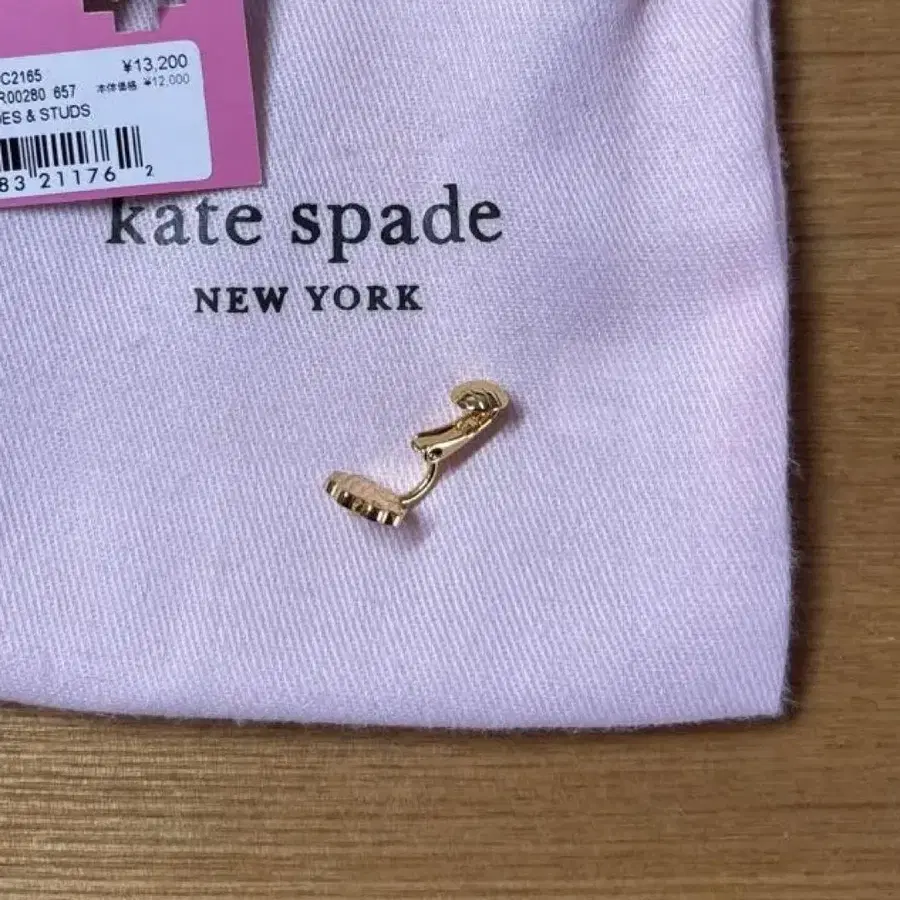 C2165 ¥13,200
R00280 657 本体価格 ¥12,000
DES & STUDS
83 21176 2
kate spade
NEW YORK